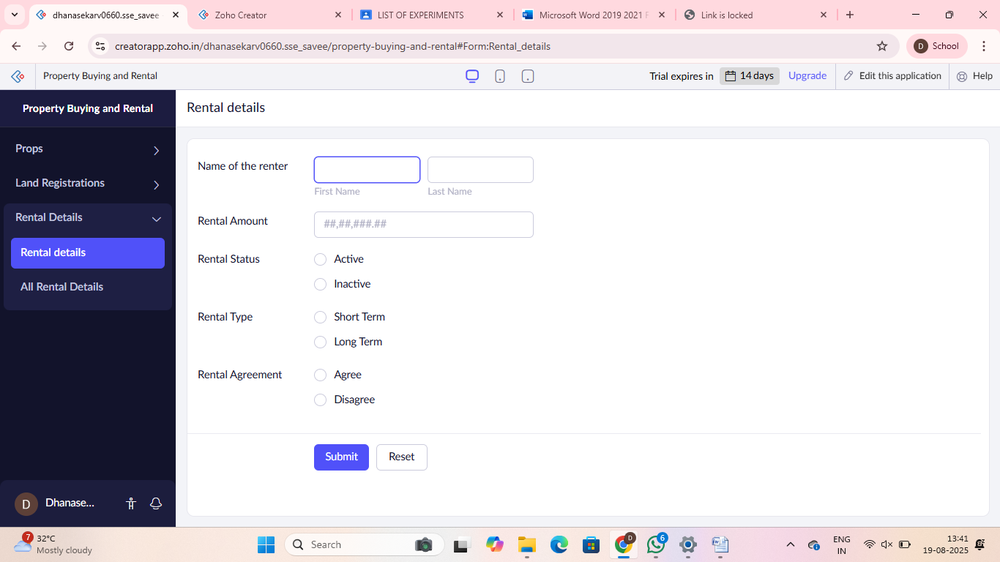 dhanasekarv0660.sse_savee
Zoho Creator
LIST OF EXPERIMENTS
Microsoft Word 2019 2021 F
Link is locked
creatorapp.zoho.in/dhanasekarv0660.sse_savee/property-buying-and-rental#Form:Rental_details
D School
Property Buying and Rental
Trial expires in 14 days Upgrade
Edit this application
Help
Property Buying and Rental
Rental details
Props
Land Registrations
Rental Details
Rental details
All Rental Details
Name of the renter
First Name Last Name
Rental Amount ##,##,###.##
Rental Status Active
Inactive
Rental Type Short Term
Long Term
Rental Agreement Agree
Disagree
Submit Reset
D Dhanase...
7 32°C
Mostly cloudy
Search
D
6
ENG
IN
13:41
19-08-2025